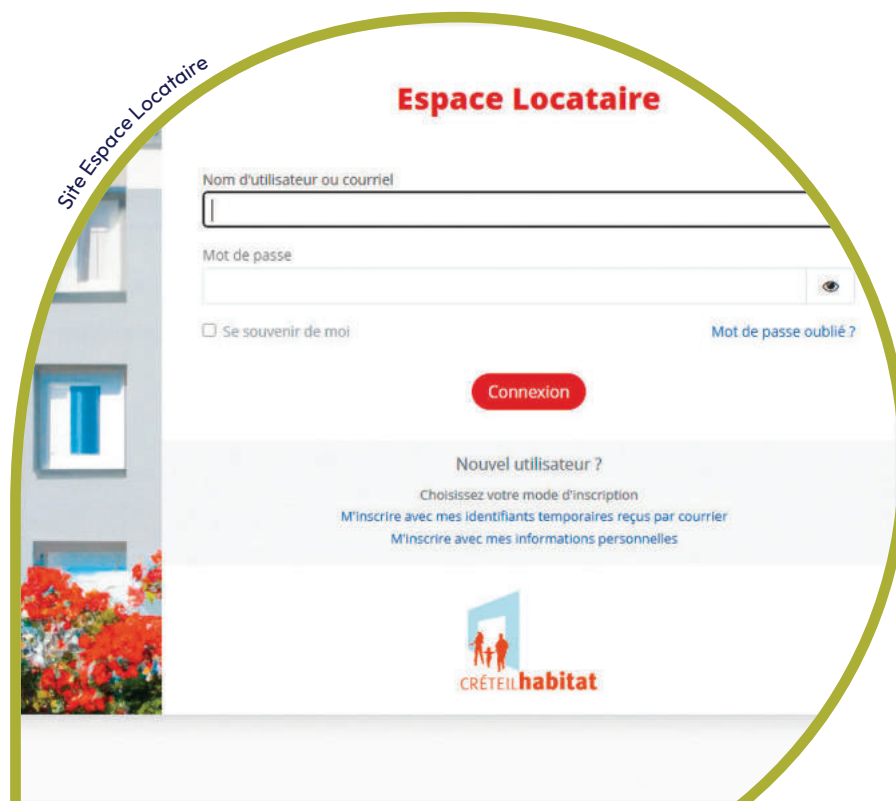 Site Espace Locataire
Espace Locataire
Nom d'utilisateur ou courriel
Mot de passe
Se souvenir de moi
Mot de passe oublié ?
Connexion
Nouvel utilisateur ?
Choisissez votre mode d'inscription
M'inscrire avec mes identifiants temporaires reçus par courrier
M'inscrire avec mes informations personnelles
CRÉTEIL habitat